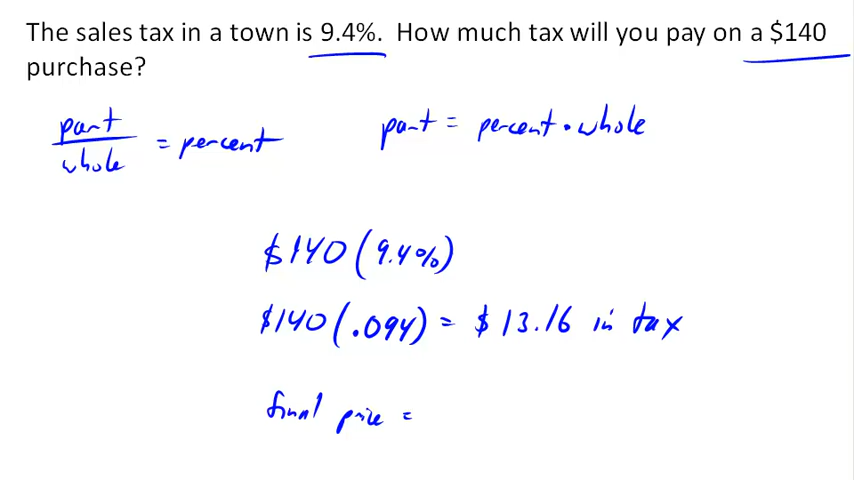 The sales tax in a town is 9.4%. How much tax will you pay on a $140
purchase?
part/whole = percent
part = percent • whole
$140 (9.4%)
$140 (.094) = $13.16 in tax
final price =